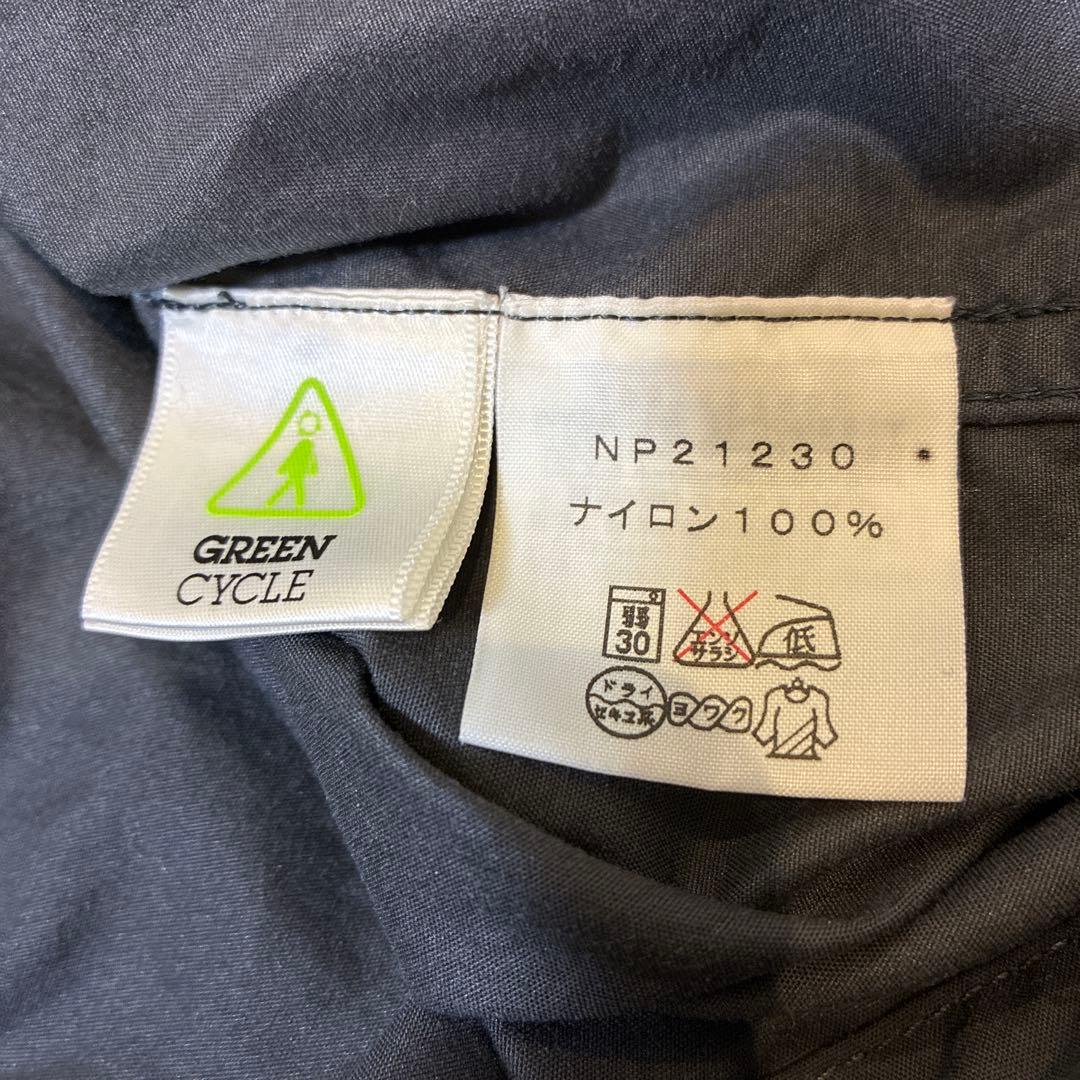 GREEN
CYCLE
NP21230
ナイロン100%
弱
30
エンソ
サラシ
低
ドライ
セキユ系
ヨワク